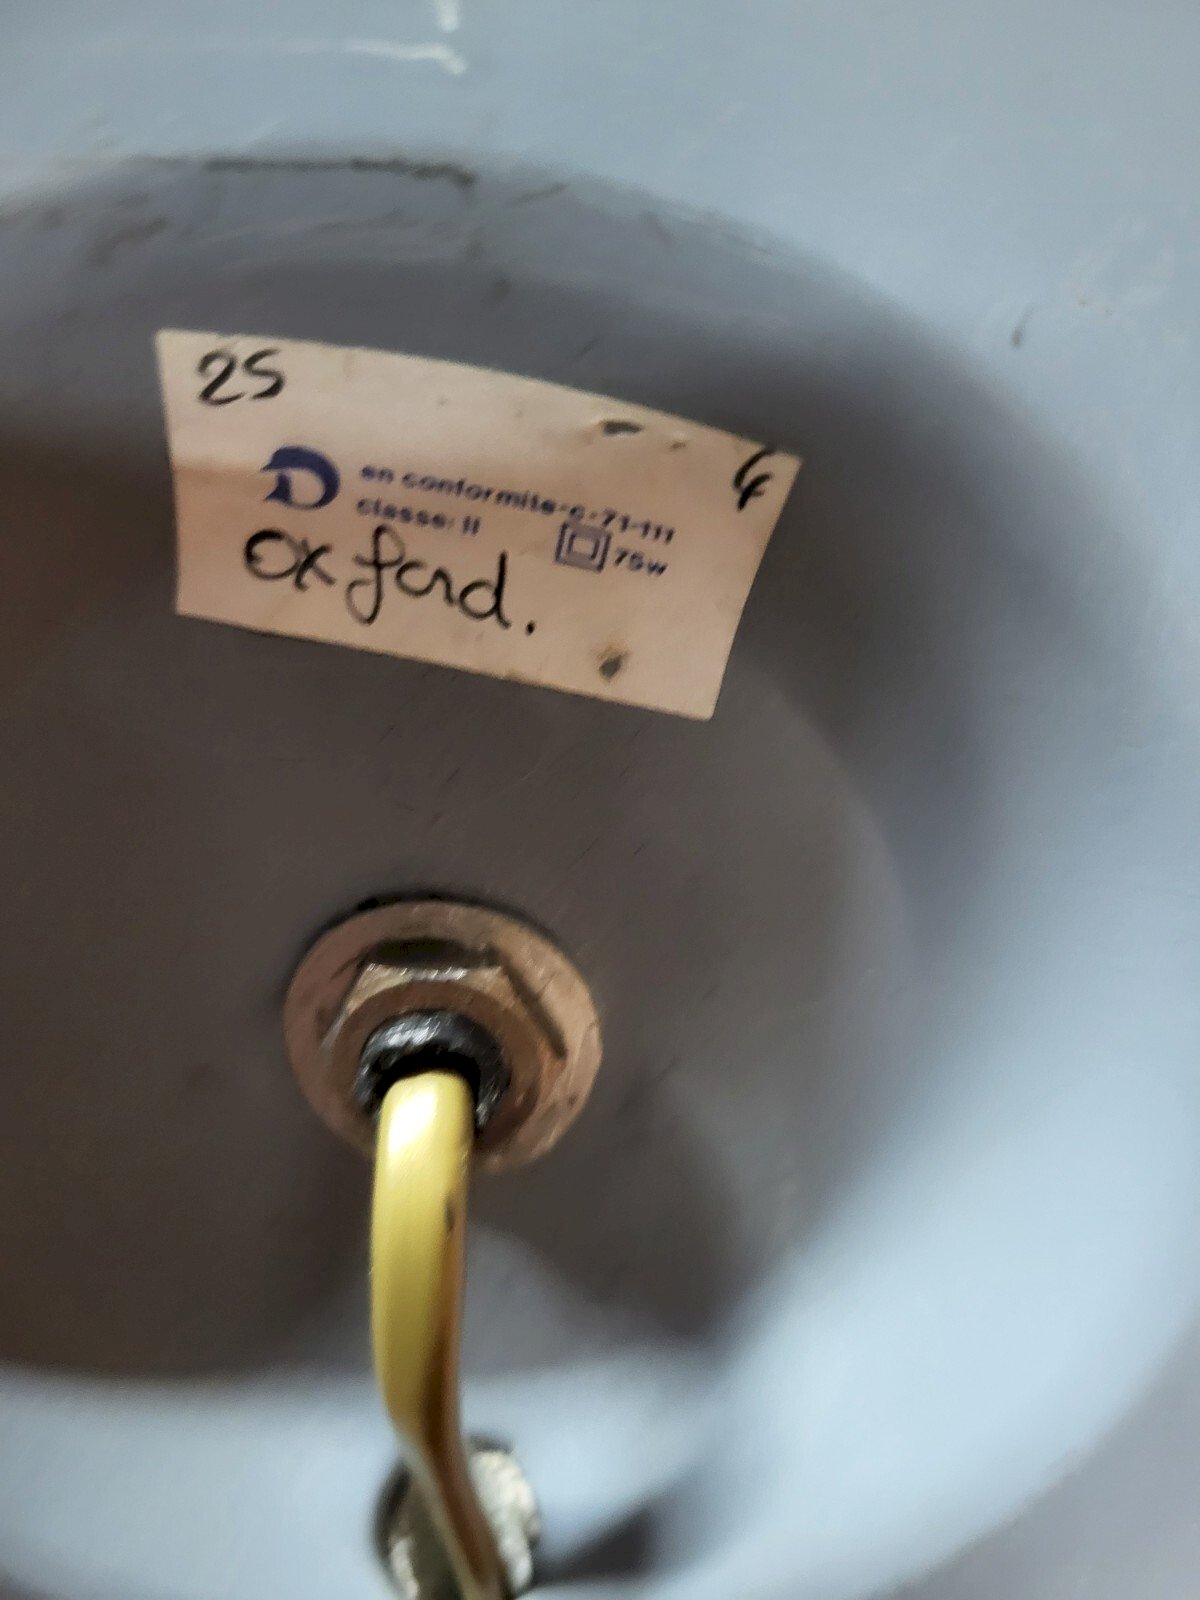 25
D en conformite-c-71-111
classe: II 75w
oxford.